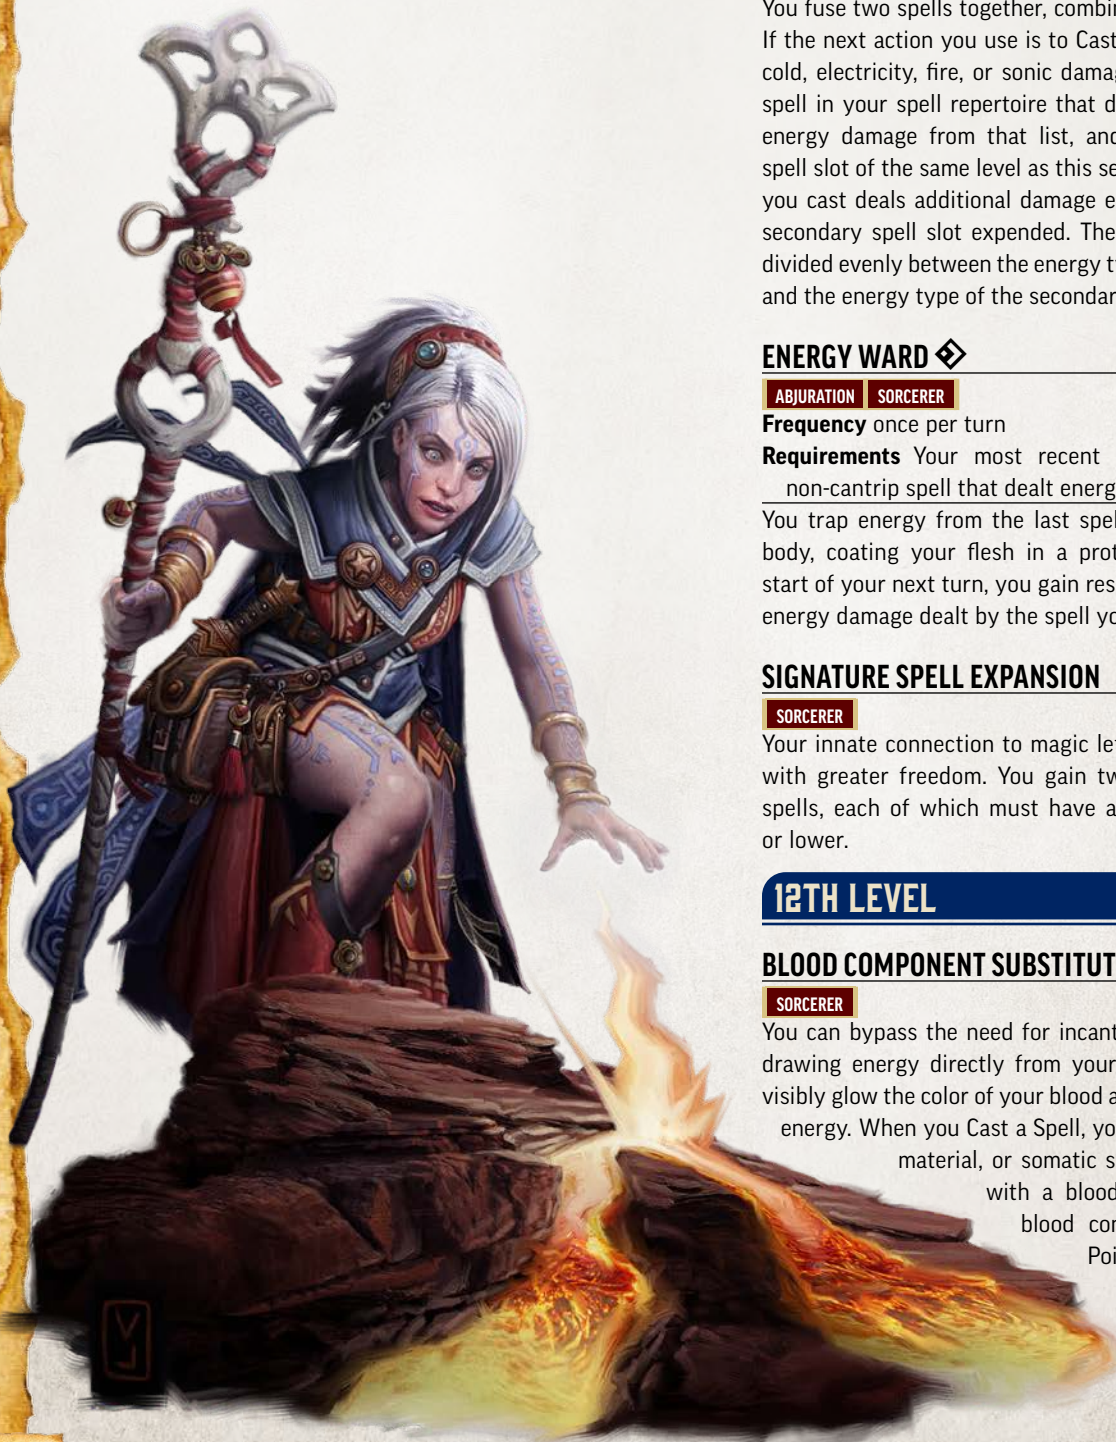 You fuse two spells together, combin
If the next action you use is to Cast
cold, electricity, fire, or sonic dama
spell in your spell repertoire that d
energy damage from that list, and
spell slot of the same level as this se
you cast deals additional damage e
secondary spell slot expended. The
divided evenly between the energy t
and the energy type of the secondar
ENERGY WARD
ABJURATION SORCERER
Frequency once per turn
Requirements Your most recent
non-cantrip spell that dealt energ
You trap energy from the last spel
body, coating your flesh in a prot
start of your next turn, you gain res
energy damage dealt by the spell yo
SIGNATURE SPELL EXPANSION
SORCERER
Your innate connection to magic le
with greater freedom. You gain tw
spells, each of which must have a
or lower.
12TH LEVEL
BLOOD COMPONENT SUBSTITUT
SORCERER
You can bypass the need for incant
drawing energy directly from your
visibly glow the color of your blood a
energy. When you Cast a Spell, yo
material, or somatic s
with a blood
blood co
Poi